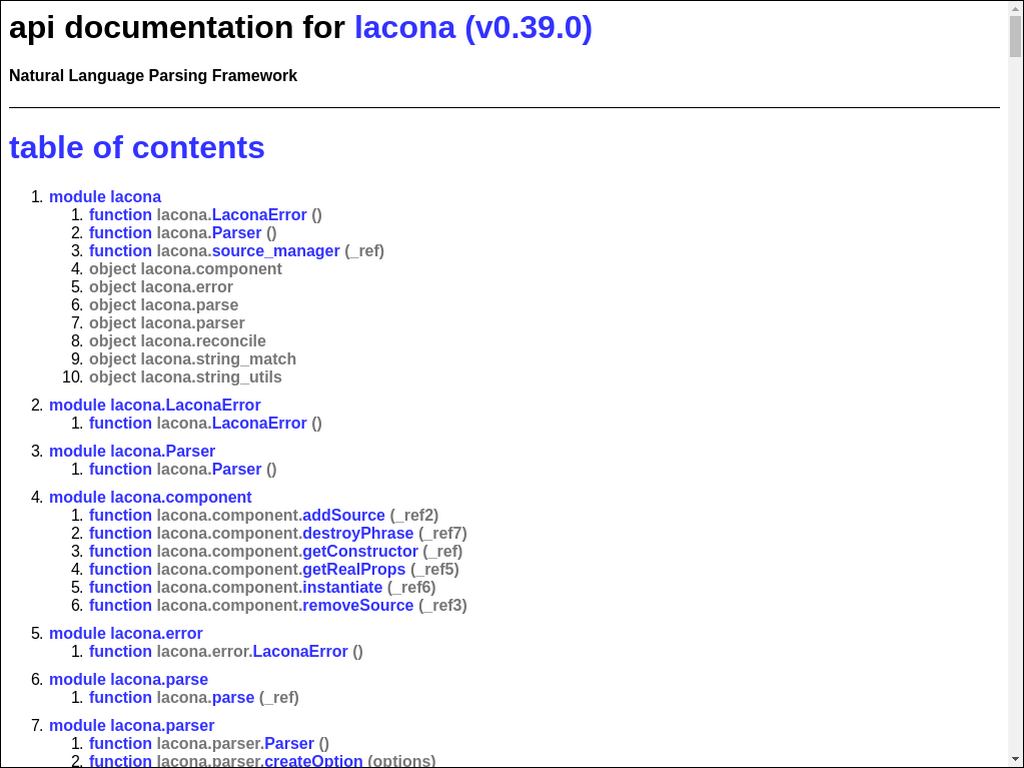 api documentation for lacona (v0.39.0)
Natural Language Parsing Framework
table of contents
1. module lacona
1. function lacona.LaconaError ()
2. function lacona.Parser ()
3. function lacona.source_manager (_ref)
4. object lacona.component
5. object lacona.error
6. object lacona.parse
7. object lacona.parser
8. object lacona.reconcile
9. object lacona.string_match
10. object lacona.string_utils
2. module lacona.LaconaError
1. function lacona.LaconaError ()
3. module lacona.Parser
1. function lacona.Parser ()
4. module lacona.component
1. function lacona.component.addSource (_ref2)
2. function lacona.component.destroyPhrase (_ref7)
3. function lacona.component.getConstructor (_ref)
4. function lacona.component.getRealProps (_ref5)
5. function lacona.component.instantiate (_ref6)
6. function lacona.component.removeSource (_ref3)
5. module lacona.error
1. function lacona.error.LaconaError ()
6. module lacona.parse
1. function lacona.parse (_ref)
7. module lacona.parser
1. function lacona.parser.Parser ()
2. function lacona.parser.createOption (options)